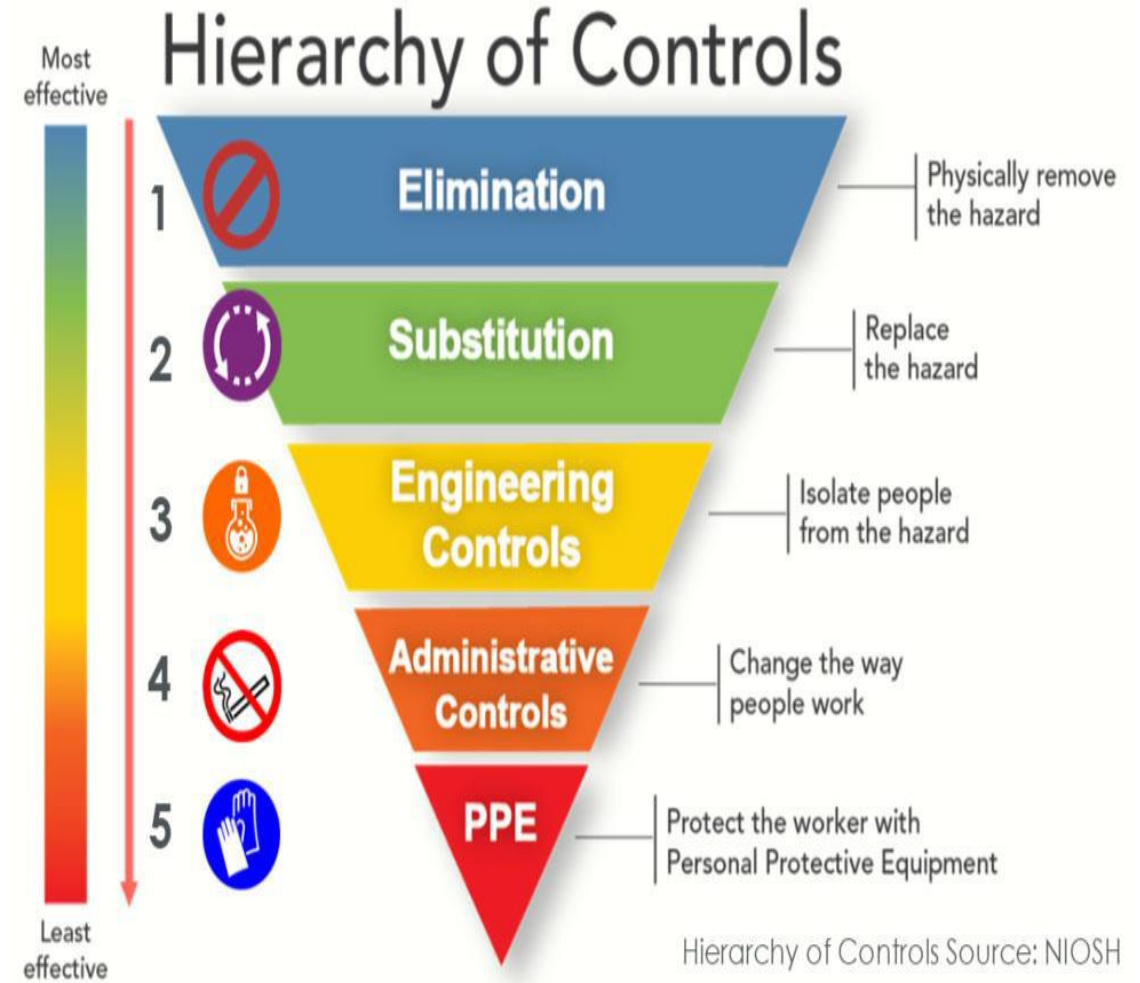 Hierarchy of Controls
Most
effective
1
Elimination
Physically remove
the hazard
2
Substitution
Replace
the hazard
3
Engineering
Controls
Isolate people
from the hazard
4
Administrative
Controls
Change the way
people work
5
PPE
Protect the worker with
Personal Protective Equipment
Least
effective
Hierarchy of Controls Source: NIOSH